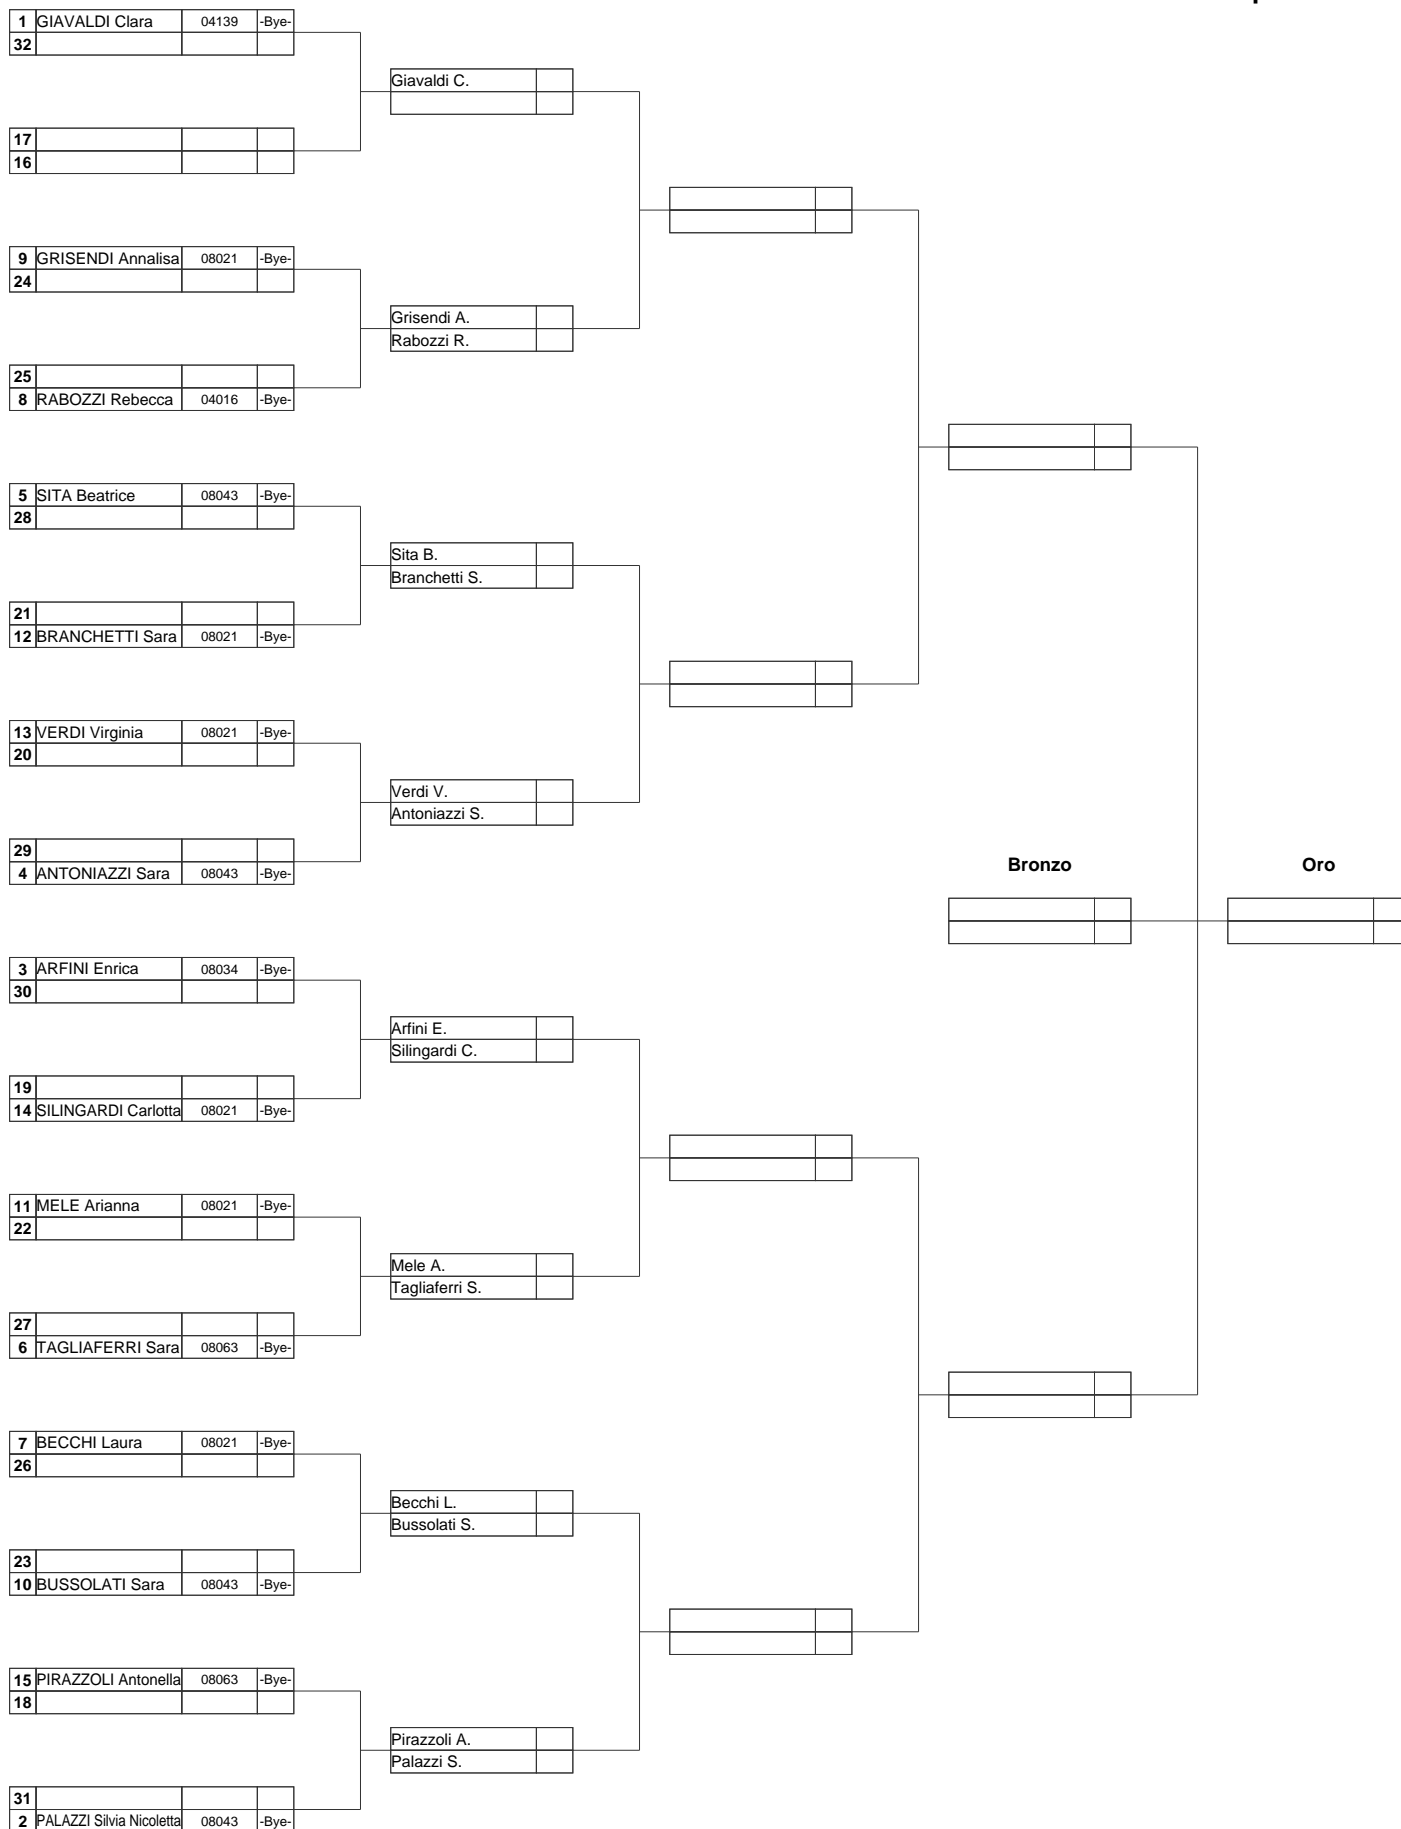 1 GIAVALDI Clara 04139 -Bye-
32
Giavaldi C.
17
16
9 GRISENDI Annalisa 08021 -Bye-
24
Grisendi A.
Rabozzi R.
25
8 RABOZZI Rebecca 04016 -Bye-
5 SITA Beatrice 08043 -Bye-
28
Sita B.
Branchetti S.
21
12 BRANCHETTI Sara 08021 -Bye-
13 VERDI Virginia 08021 -Bye-
20
Verdi V.
Antoniazzi S.
29
4 ANTONIAZZI Sara 08043 -Bye-
Bronzo
Oro
3 ARFINI Enrica 08034 -Bye-
30
Arfini E.
Silingardi C.
19
14 SILINGARDI Carlotta 08021 -Bye-
11 MELE Arianna 08021 -Bye-
22
Mele A.
Tagliaferri S.
27
6 TAGLIAFERRI Sara 08063 -Bye-
7 BECCHI Laura 08021 -Bye-
26
Becchi L.
Bussolati S.
23
10 BUSSOLATI Sara 08043 -Bye-
15 PIRAZZOLI Antonella 08063 -Bye-
18
Pirazzoli A.
Palazzi S.
31
2 PALAZZI Silvia Nicoletta 08043 -Bye-